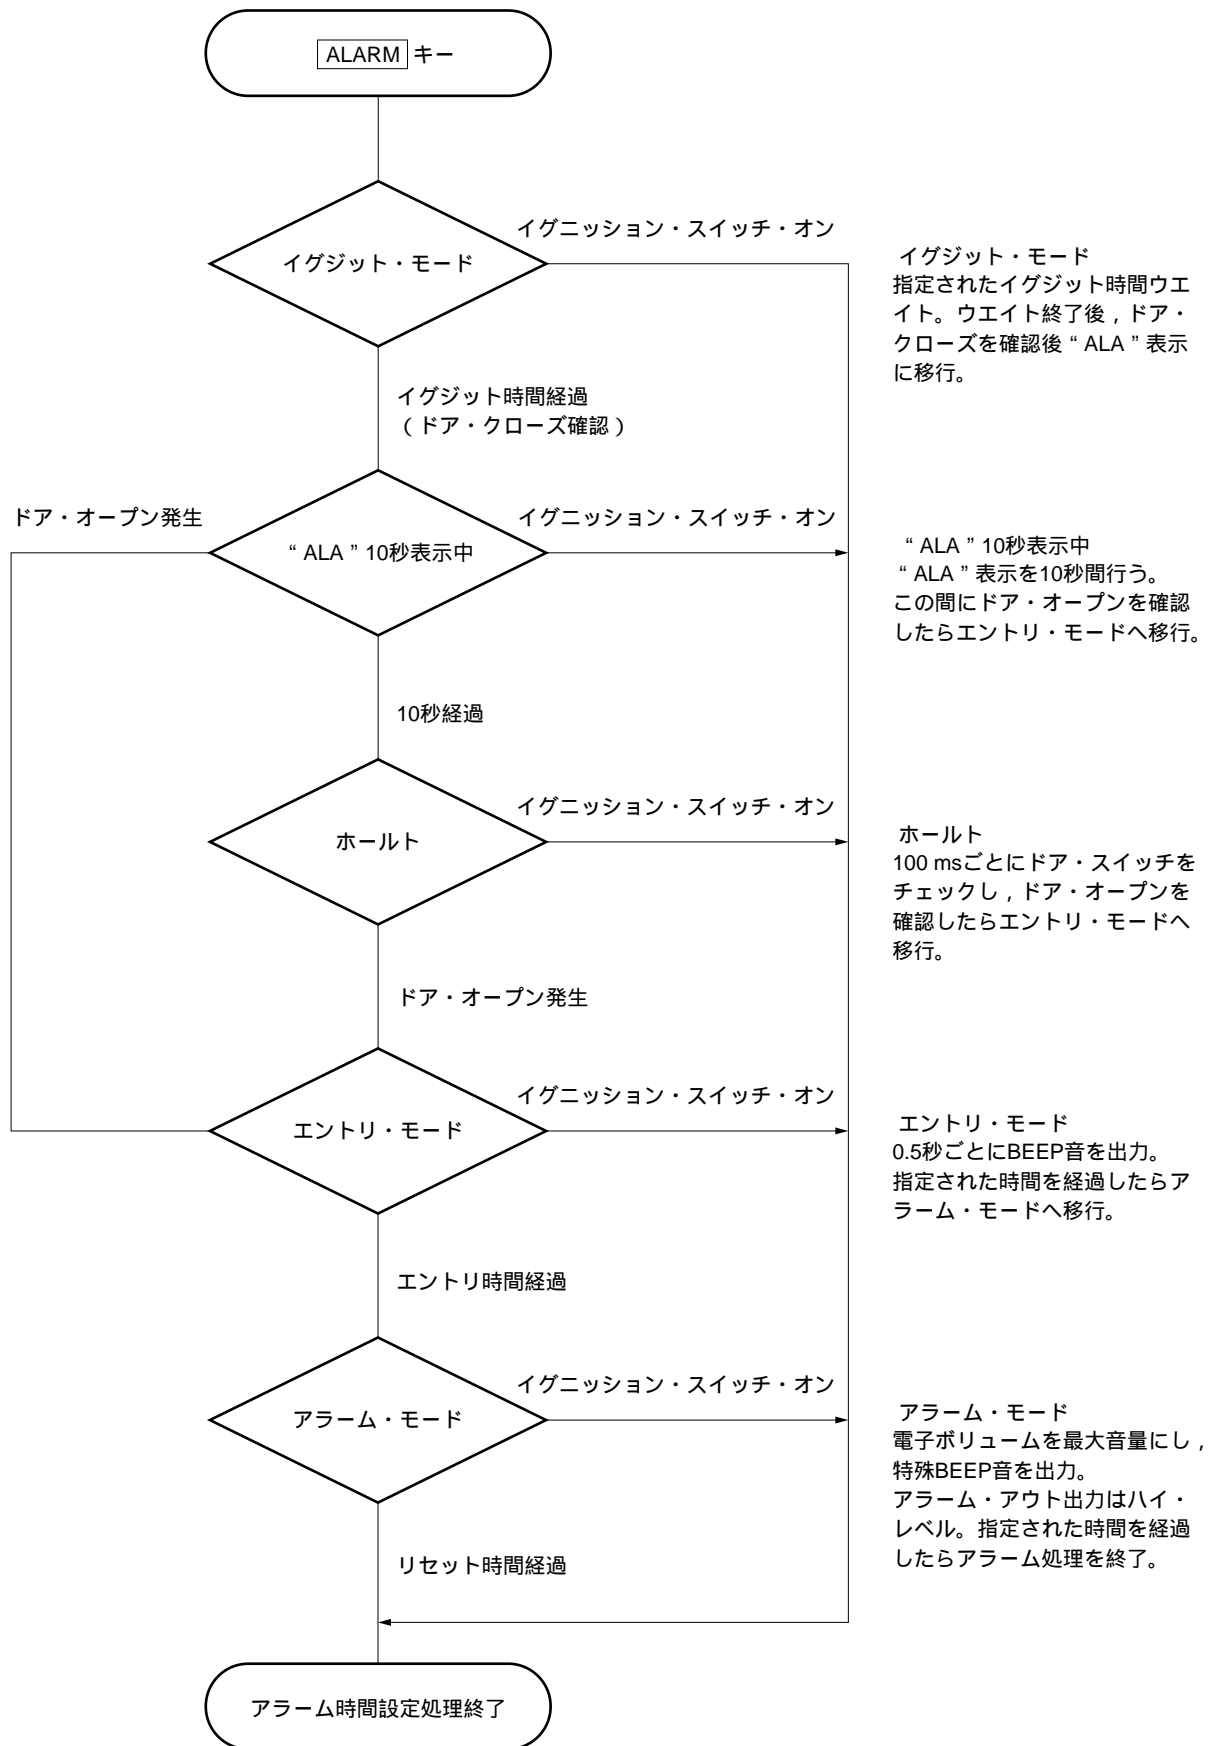 ALARM キー
イグニッション・スイッチ・オン
イグジット・モード
イグジット・モード
指定されたイグジット時間ウエ
イト。ウエイト終了後，ドア・
クローズを確認後“ALA”表示
に移行。
イグジット時間経過
（ドア・クローズ確認）
ドア・オープン発生
イグニッション・スイッチ・オン
“ALA”10秒表示中
“ALA”10秒表示中
“ALA”表示を10秒間行う。
この間にドア・オープンを確認
したらエントリ・モードへ移行。
10秒経過
イグニッション・スイッチ・オン
ホールト
ホールト
100 msごとにドア・スイッチを
チェックし，ドア・オープンを
確認したらエントリ・モードへ
移行。
ドア・オープン発生
イグニッション・スイッチ・オン
エントリ・モード
エントリ・モード
0.5秒ごとにBEEP音を出力。
指定された時間を経過したらア
ラーム・モードへ移行。
エントリ時間経過
イグニッション・スイッチ・オン
アラーム・モード
アラーム・モード
電子ボリュームを最大音量にし，
特殊BEEP音を出力。
アラーム・アウト出力はハイ・
レベル。指定された時間を経過
したらアラーム処理を終了。
リセット時間経過
アラーム時間設定処理終了